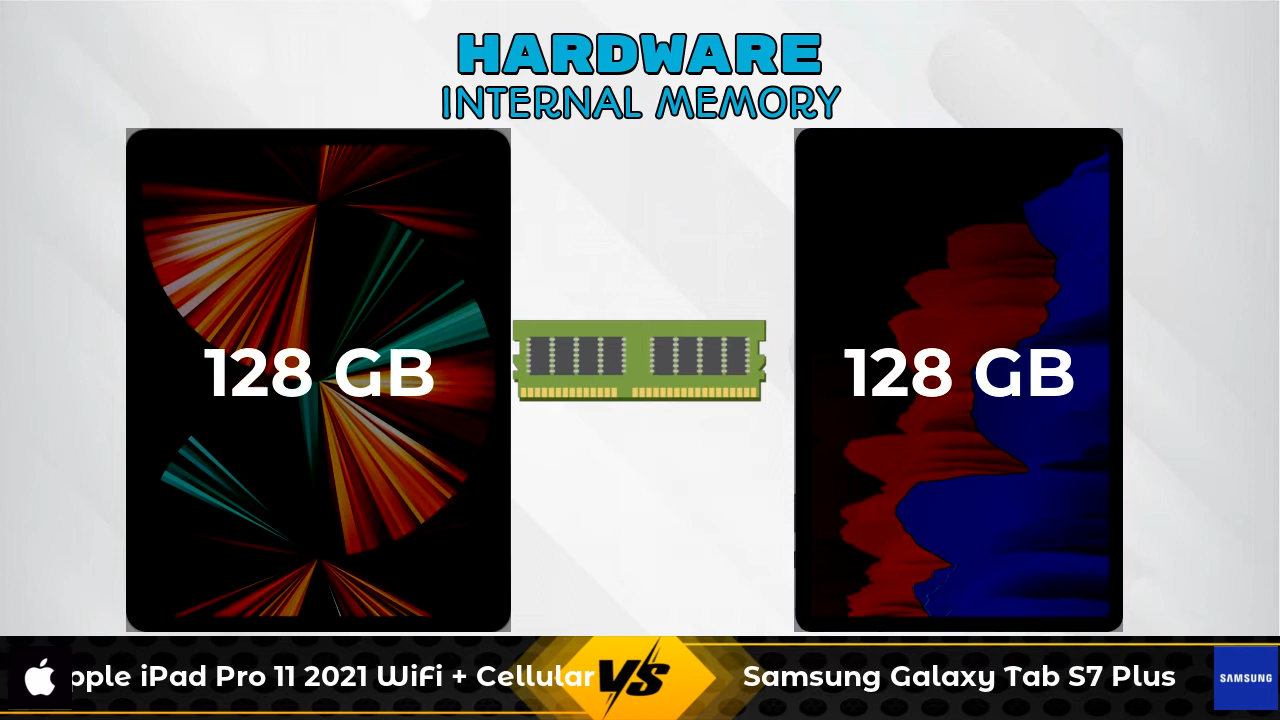 HARDWARE
INTERNAL MEMORY
128 GB
128 GB
pple iPad Pro 11 2021 WiFi + Cellular
VS
Samsung Galaxy Tab S7 Plus
SAMSUNG